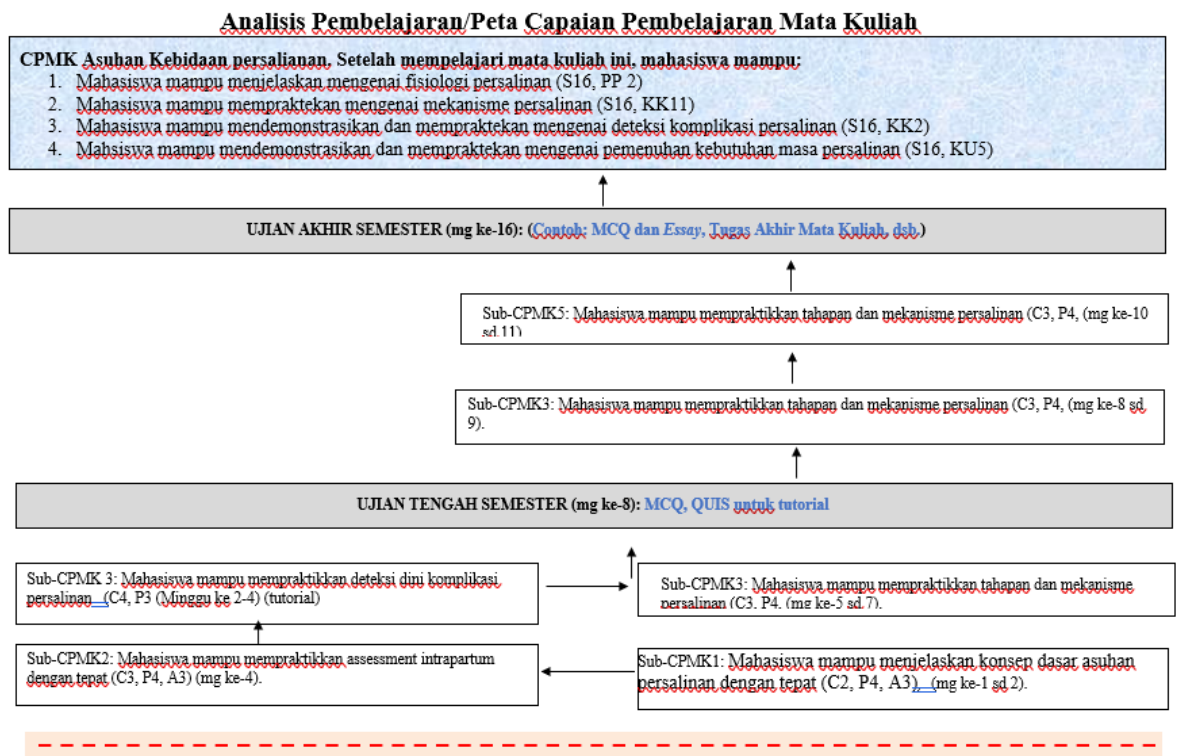 Analisis Pembelajaran/Peta Capaian Pembelajaran Mata Kuliah
CPMK Asuhan Kebidaan persalianan, Setelah mempelajari mata kuliah ini, mahasiswa mampu:
1. Mahasiswa mampu menjelaskan mengenai fisiologi persalinan (S16, PP 2)
2. Mahasiswa mampu mempraktekan mengenai mekanisme persalinan (S16, KK11)
3. Mahasiswa mampu mendemonstrasikan dan mempraktekan mengenai deteksi komplikasi persalinan (S16, KK2)
4. Mahsiswa mampu mendemonstrasikan dan mempraktekan mengenai pemenuhan kebutuhan masa persalinan (S16, KU5)
UJIAN AKHIR SEMESTER (mg ke-16): (Contoh: MCQ dan Essay, Tugas Akhir Mata Kuliah, dsb.)
Sub-CPMK5: Mahasiswa mampu mempraktikkan tahapan dan mekanisme persalinan (C3, P4, (mg ke-10
sd.11)
Sub-CPMK3: Mahasiswa mampu mempraktikkan tahapan dan mekanisme persalinan (C3, P4, (mg ke-8 sd
9).
UJIAN TENGAH SEMESTER (mg ke-8): MCQ, QUIS untuk tutorial
Sub-CPMK 3: Mahasiswa mampu mempraktikkan deteksi dini komplikasi
persalinan (C4, P3 (Minggu ke 2-4) (tutorial)
Sub-CPMK3: Mahasiswa mampu mempraktikkan tahapan dan mekanisme
persalinan (C3, P4, (mg ke-5 sd.7).
Sub-CPMK2: Mahasiswa mampu mempraktikkan assessment intrapartum
dengan tepat (C3, P4, A3) (mg ke-4).
Sub-CPMK1: Mahasiswa mampu menjelaskan konsep dasar asuhan
persalinan dengan tepat (C2, P4, A3), (mg ke-1 sd 2).